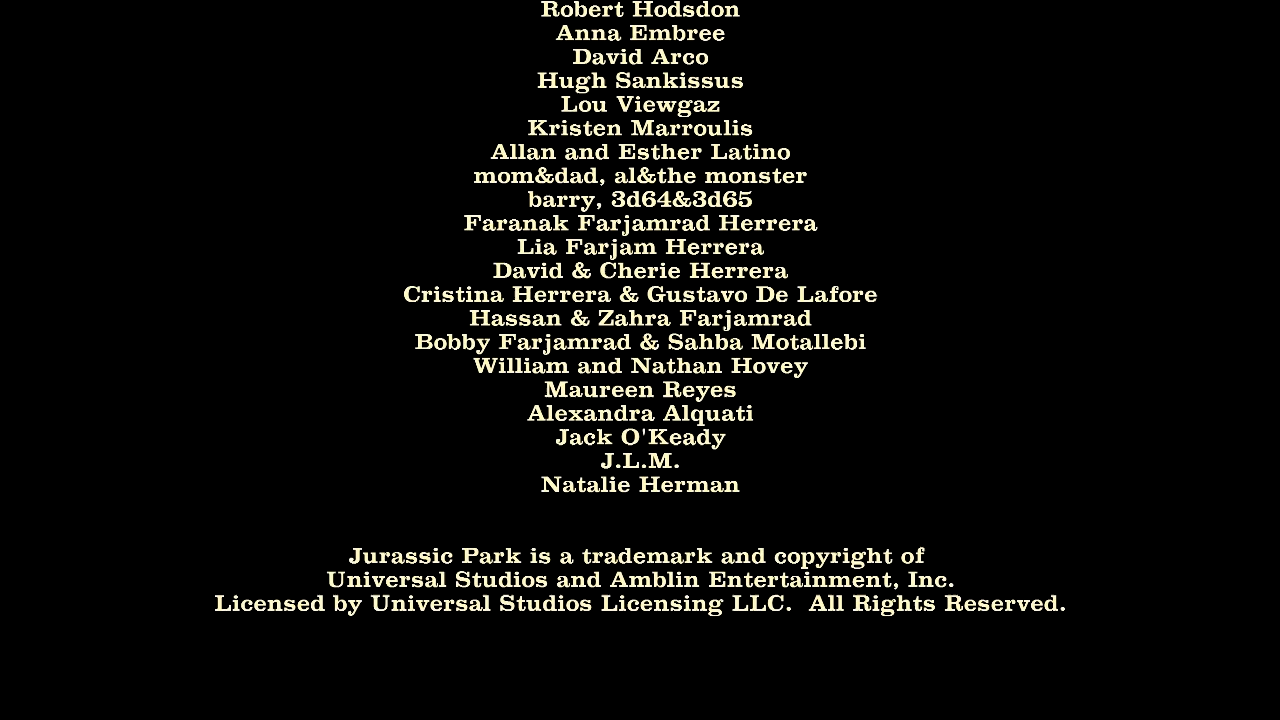 Robert Hodsdon
Anna Embree
David Arco
Hugh Sankissus
Lou Viewgaz
Kristen Marroulis
Allan and Esther Latino
mom&dad, al&the monster
barry, 3d64&3d65
Faranak Farjamrad Herrera
Lia Farjam Herrera
David & Cherie Herrera
Cristina Herrera & Gustavo De Lafore
Hassan & Zahra Farjamrad
Bobby Farjamrad & Sahba Motallebi
William and Nathan Hovey
Maureen Reyes
Alexandra Alquati
Jack O'Keady
J.L.M.
Natalie Herman
Jurassic Park is a trademark and copyright of
Universal Studios and Amblin Entertainment, Inc.
Licensed by Universal Studios Licensing LLC.  All Rights Reserved.